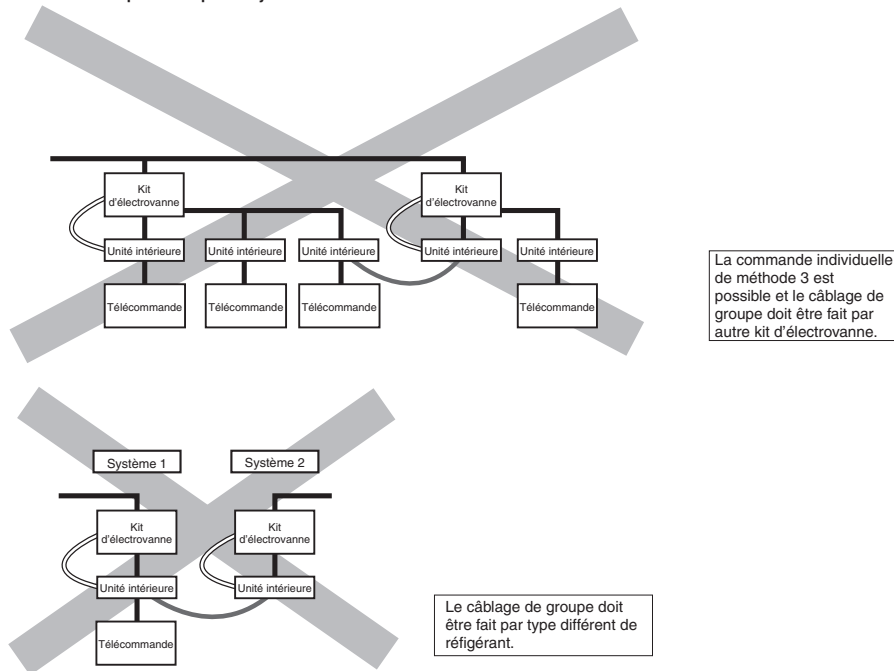 Kit
d'électrovanne
Kit
d'électrovanne
Unité intérieure
Unité intérieure
Unité intérieure
Unité intérieure
Unité intérieure
Télécommande
Télécommande
Télécommande
Télécommande
La commande individuelle
de méthode 3 est
possible et le câblage de
groupe doit être fait par
autre kit d'électrovanne.
Système 1
Système 2
Kit
d'électrovanne
Kit
d'électrovanne
Unité intérieure
Unité intérieure
Télécommande
Le câblage de groupe doit
être fait par type différent de
réfigérant.